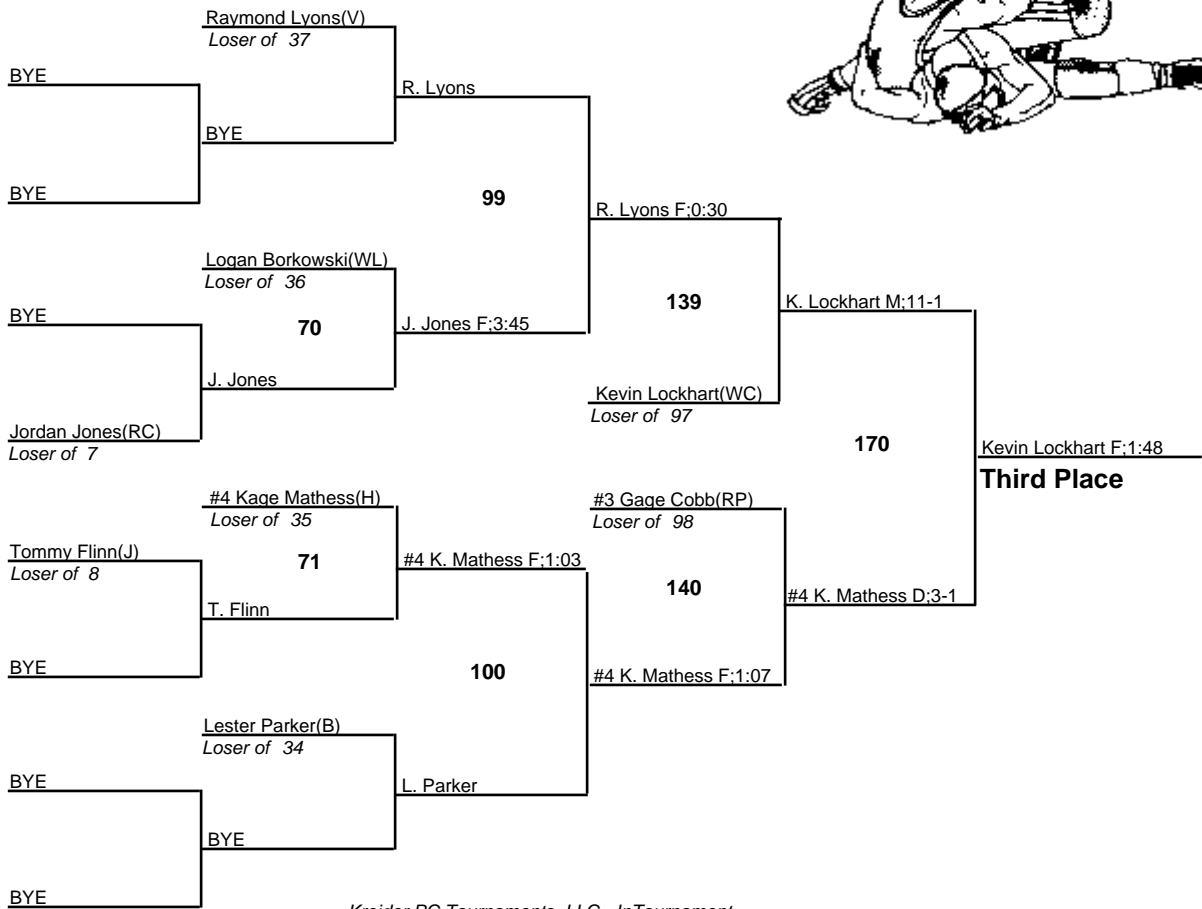 Raymond Lyons(V)
Loser of 37
BYE
R. Lyons
BYE
BYE
99
R. Lyons F;0:30
Logan Borkowski(WL)
Loser of 36
139
K. Lockhart M;11-1
BYE
70
J. Jones F;3:45
J. Jones
Kevin Lockhart(WC)
Loser of 97
Jordan Jones(RC)
Loser of 7
170
Kevin Lockhart F;1:48
Third Place
#4 Kage Mathess(H)
Loser of 35
#3 Gage Cobb(RP)
Loser of 98
Tommy Flinn(J)
Loser of 8
71
#4 K. Mathess F;1:03
140
#4 K. Mathess D;3-1
T. Flinn
BYE
100
#4 K. Mathess F;1:07
Lester Parker(B)
Loser of 34
BYE
L. Parker
BYE
BYE